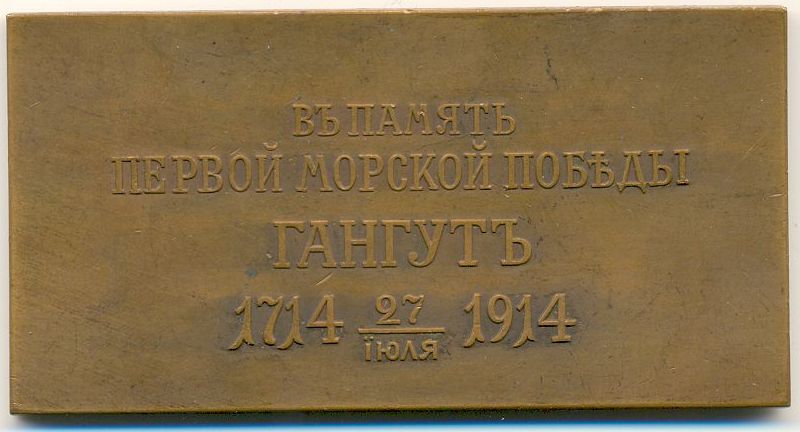 ВЪ ПАМЯТЬ
ПЕРВОЙ МОРСКОЙ ПОБѢДЫ
ГАНГУТЪ
1714 27 ІЮЛЯ 1914